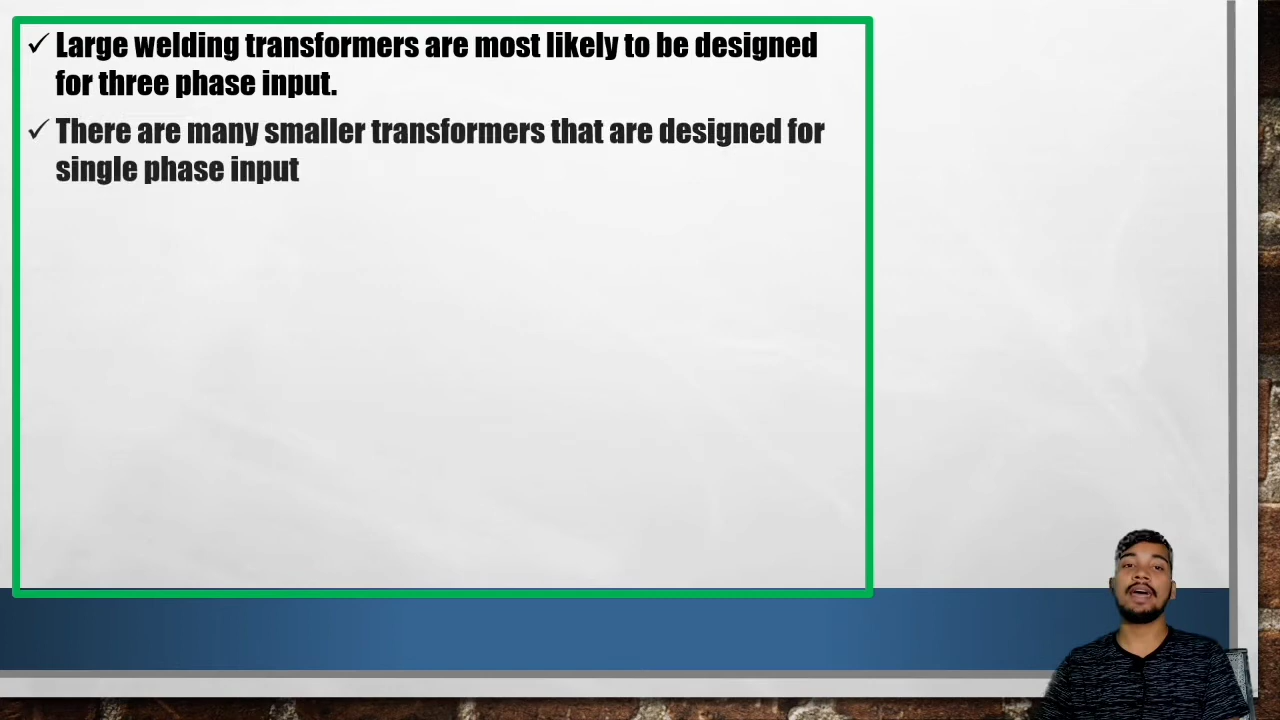 Large welding transformers are most likely to be designed
for three phase input.
There are many smaller transformers that are designed for
single phase input